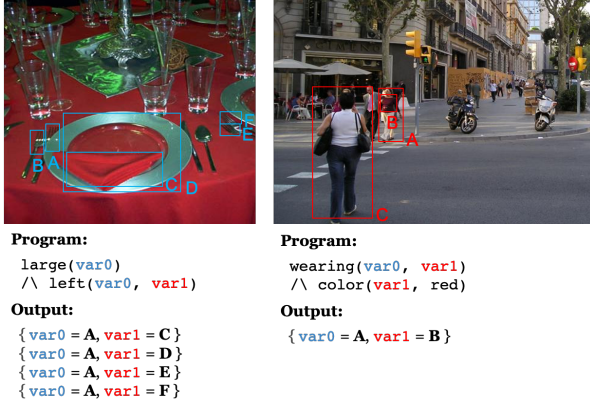 F
E
B
A
C
D
B
A
C
Program:
large(var0)
/\ left(var0, var1)
Output:
{var0 = A, var1 = C}
{var0 = A, var1 = D}
{var0 = A, var1 = E}
{var0 = A, var1 = F}
Program:
wearing(var0, var1)
/\ color(var1, red)
Output:
{var0 = A, var1 = B}